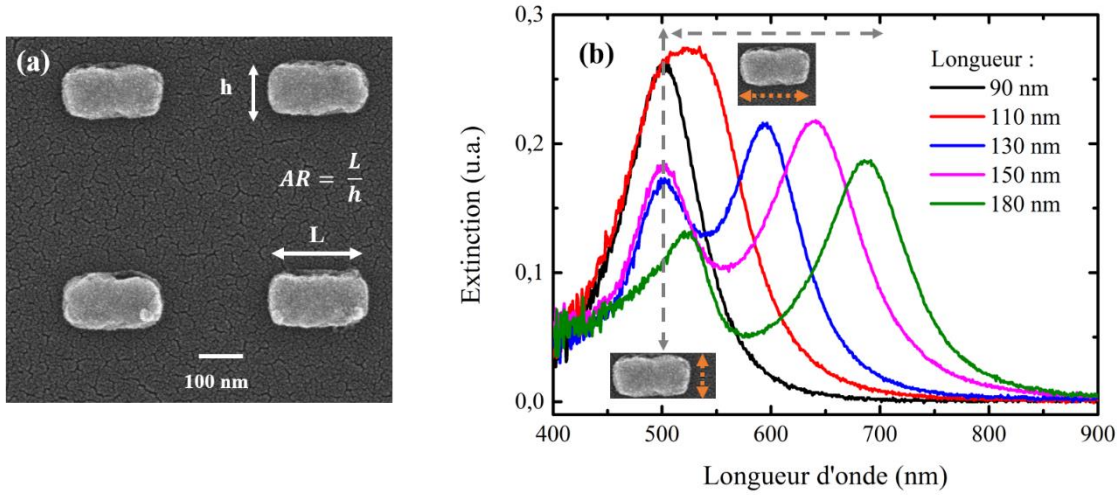 (a)
h
AR = L/h
L
100 nm
(b)
Longueur :
90 nm
110 nm
130 nm
150 nm
180 nm
Extinction (u.a.)
0,3
0,2
0,1
0,0
400 500 600 700 800 900
Longueur d'onde (nm)